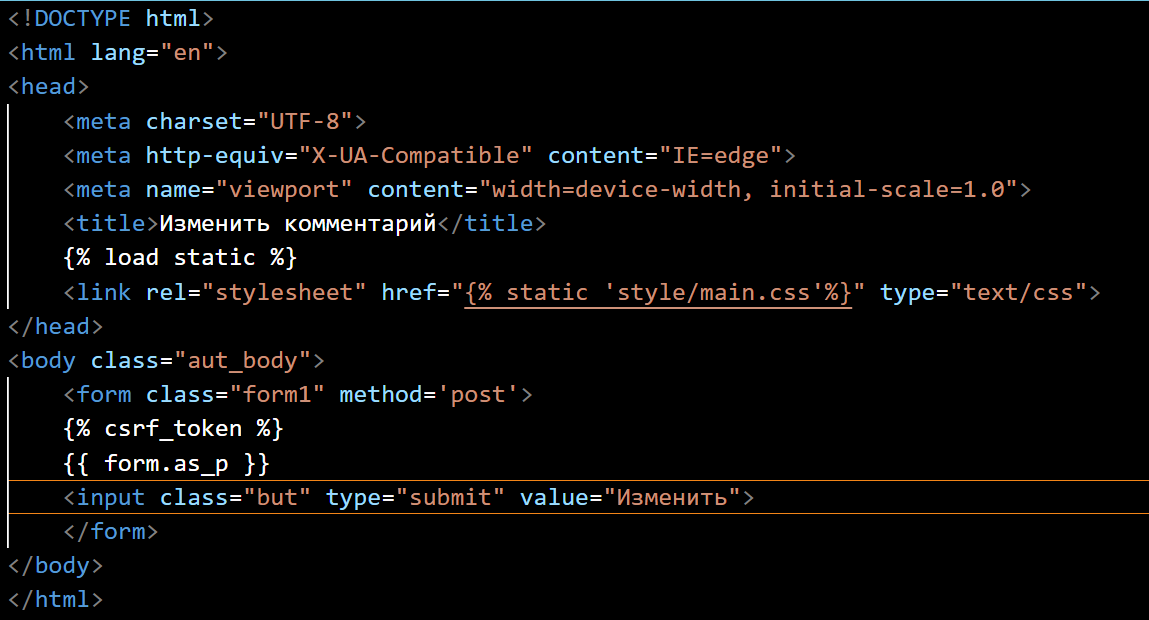 <!DOCTYPE html>
<html lang="en">
<head>
    <meta charset="UTF-8">
    <meta http-equiv="X-UA-Compatible" content="IE=edge">
    <meta name="viewport" content="width=device-width, initial-scale=1.0">
    <title>Изменить комментарий</title>
    {% load static %}
    <link rel="stylesheet" href="{% static 'style/main.css'%}" type="text/css">
</head>
<body class="aut_body">
    <form class="form1" method='post'>
    {% csrf_token %}
    {{ form.as_p }}
    <input class="but" type="submit" value="Изменить">
    </form>
</body>
</html>